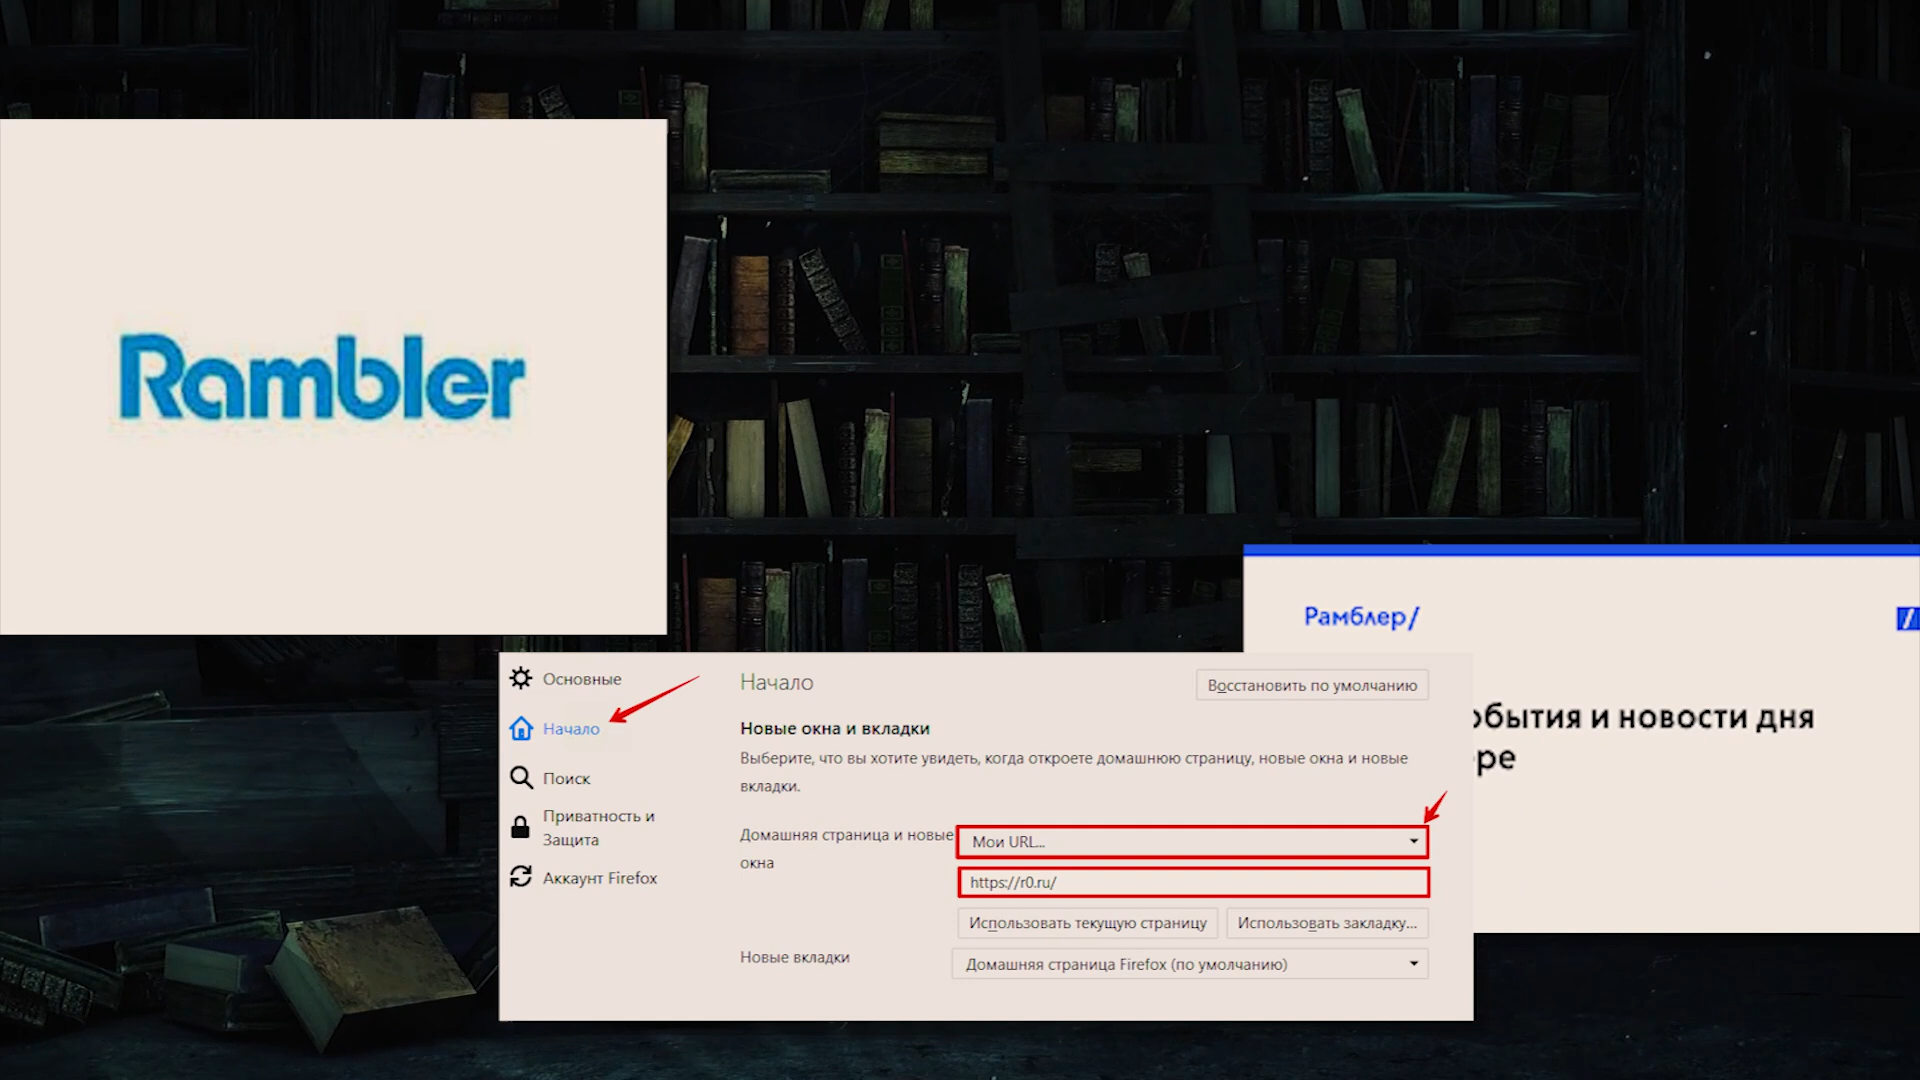 Rambler
Рамблер/
обытия и новости дня
ре
Основные
Начало
Поиск
Приватность и
Защита
Аккаунт Firefox
Начало
Восстановить по умолчанию
Новые окна и вкладки
Выберите, что вы хотите увидеть, когда откроете домашнюю страницу, новые окна и новые
вкладки.
Домашняя страница и новые
окна
Мои URL...
https://r0.ru/
Использовать текущую страницу
Использовать закладку...
Новые вкладки
Домашняя страница Firefox (по умолчанию)